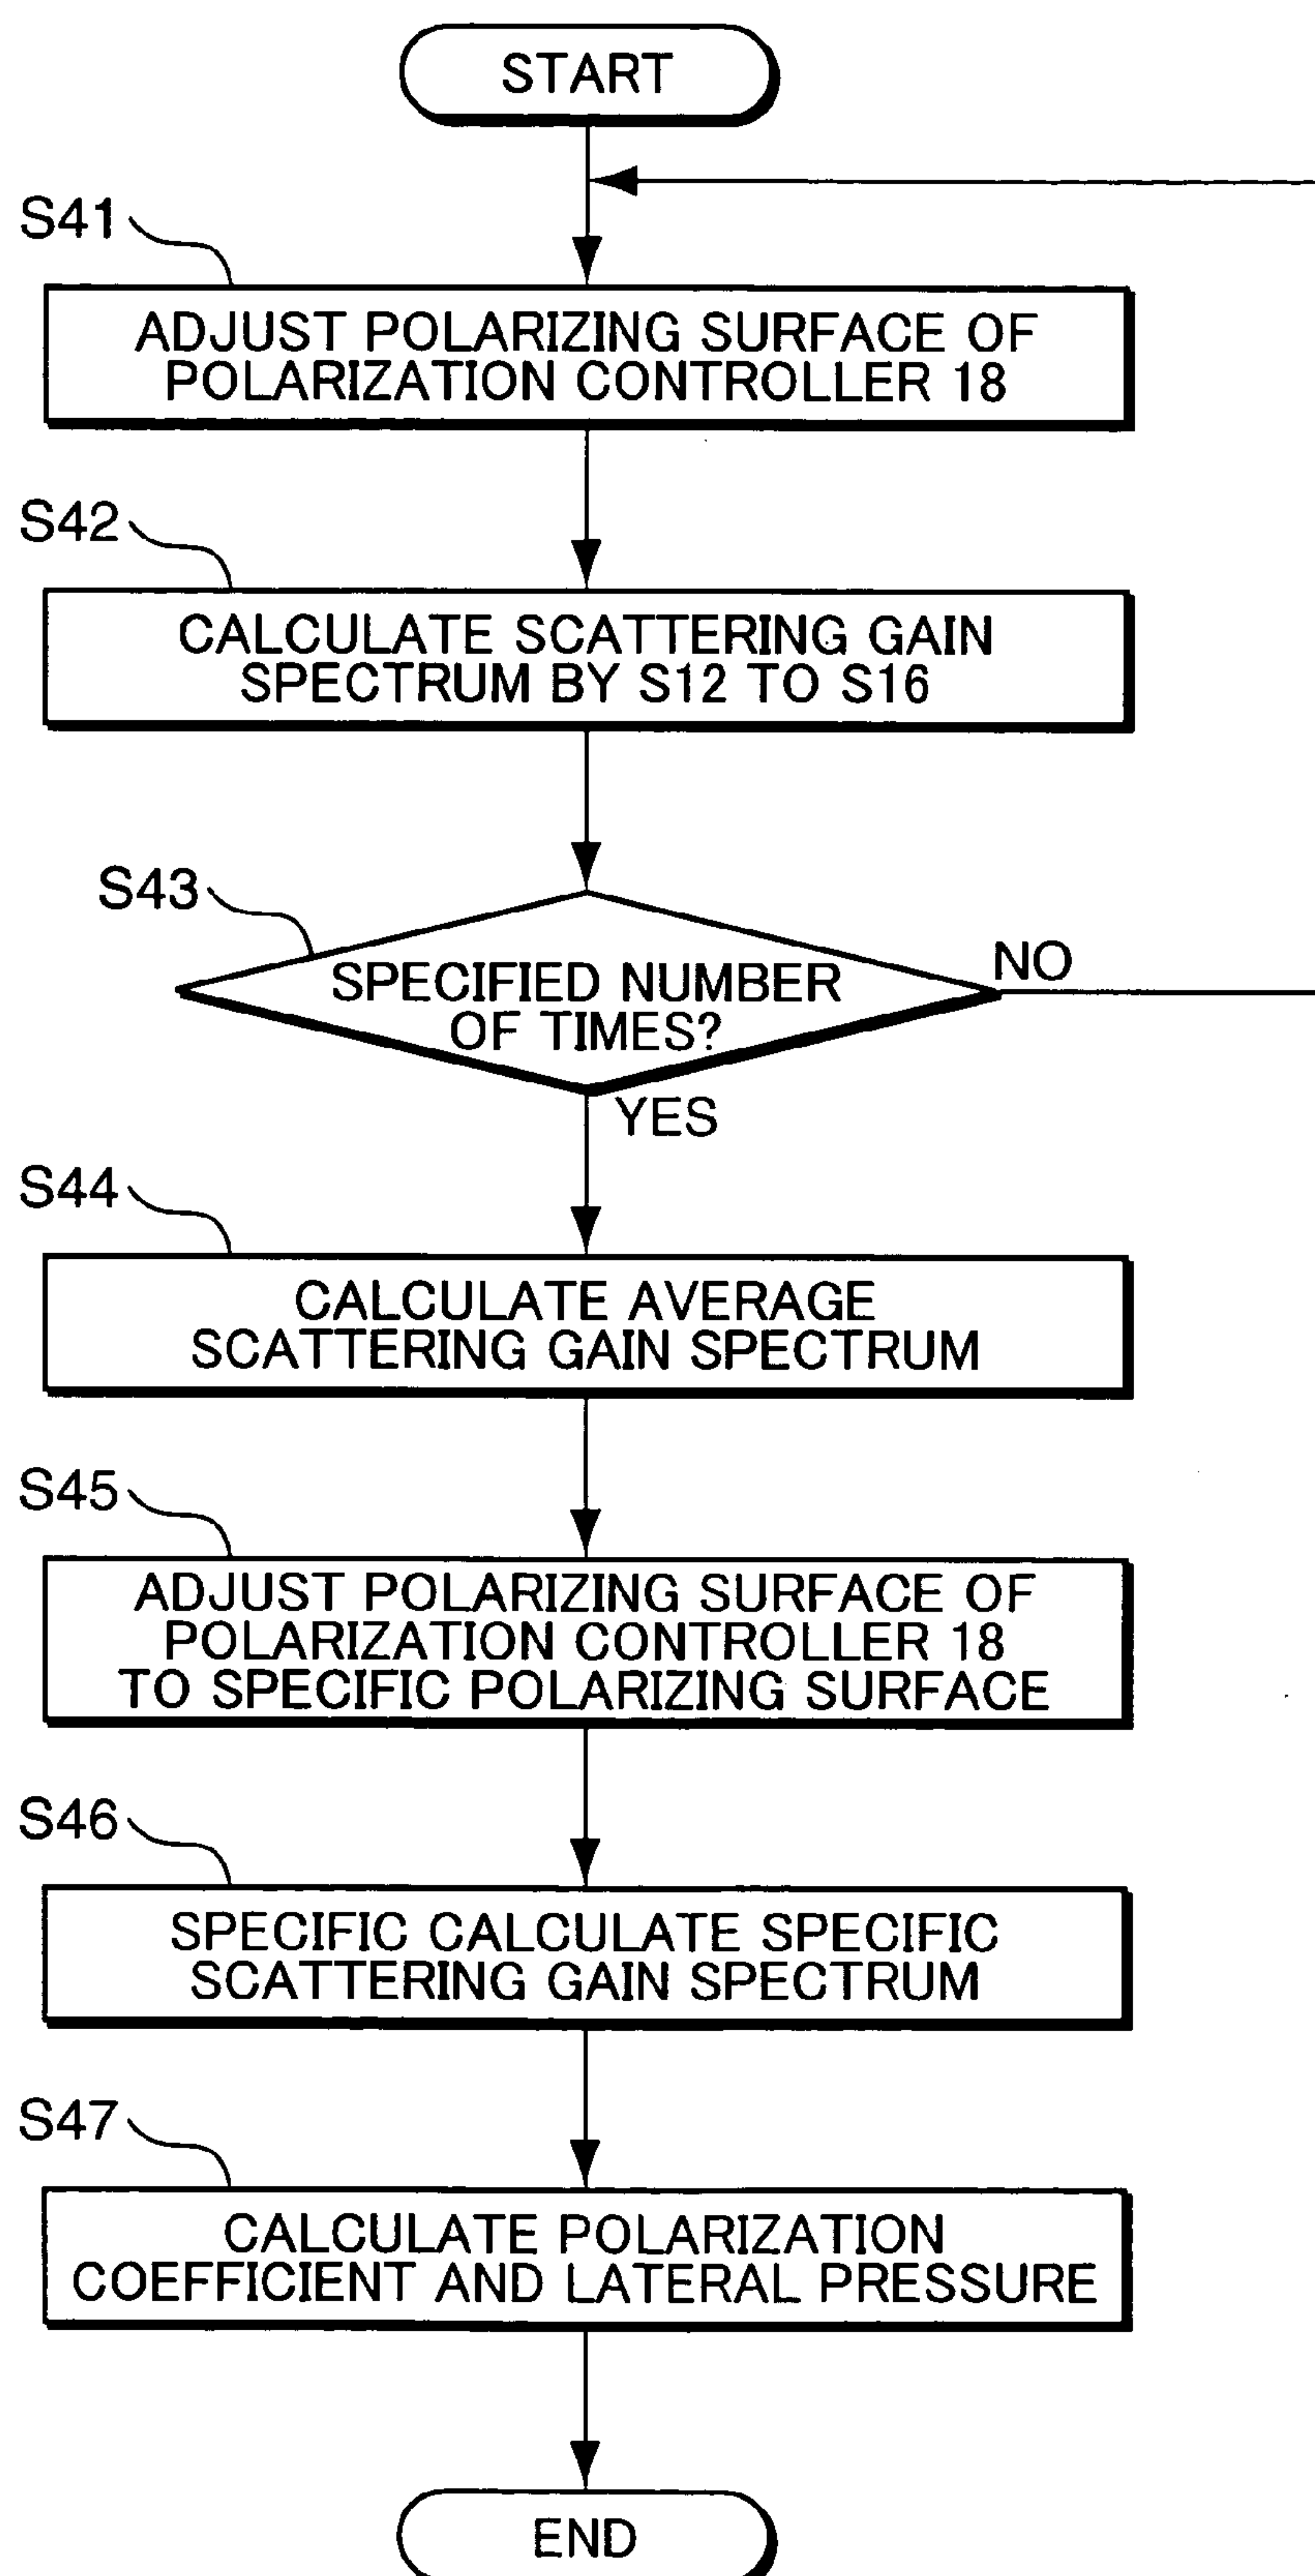 START
S41
ADJUST POLARIZING SURFACE OF
POLARIZATION CONTROLLER 18
S42
CALCULATE SCATTERING GAIN
SPECTRUM BY S12 TO S16
S43
SPECIFIED NUMBER
OF TIMES?
NO
YES
S44
CALCULATE AVERAGE
SCATTERING GAIN SPECTRUM
S45
ADJUST POLARIZING SURFACE OF
POLARIZATION CONTROLLER 18
TO SPECIFIC POLARIZING SURFACE
S46
SPECIFIC CALCULATE SPECIFIC
SCATTERING GAIN SPECTRUM
S47
CALCULATE POLARIZATION
COEFFICIENT AND LATERAL PRESSURE
END